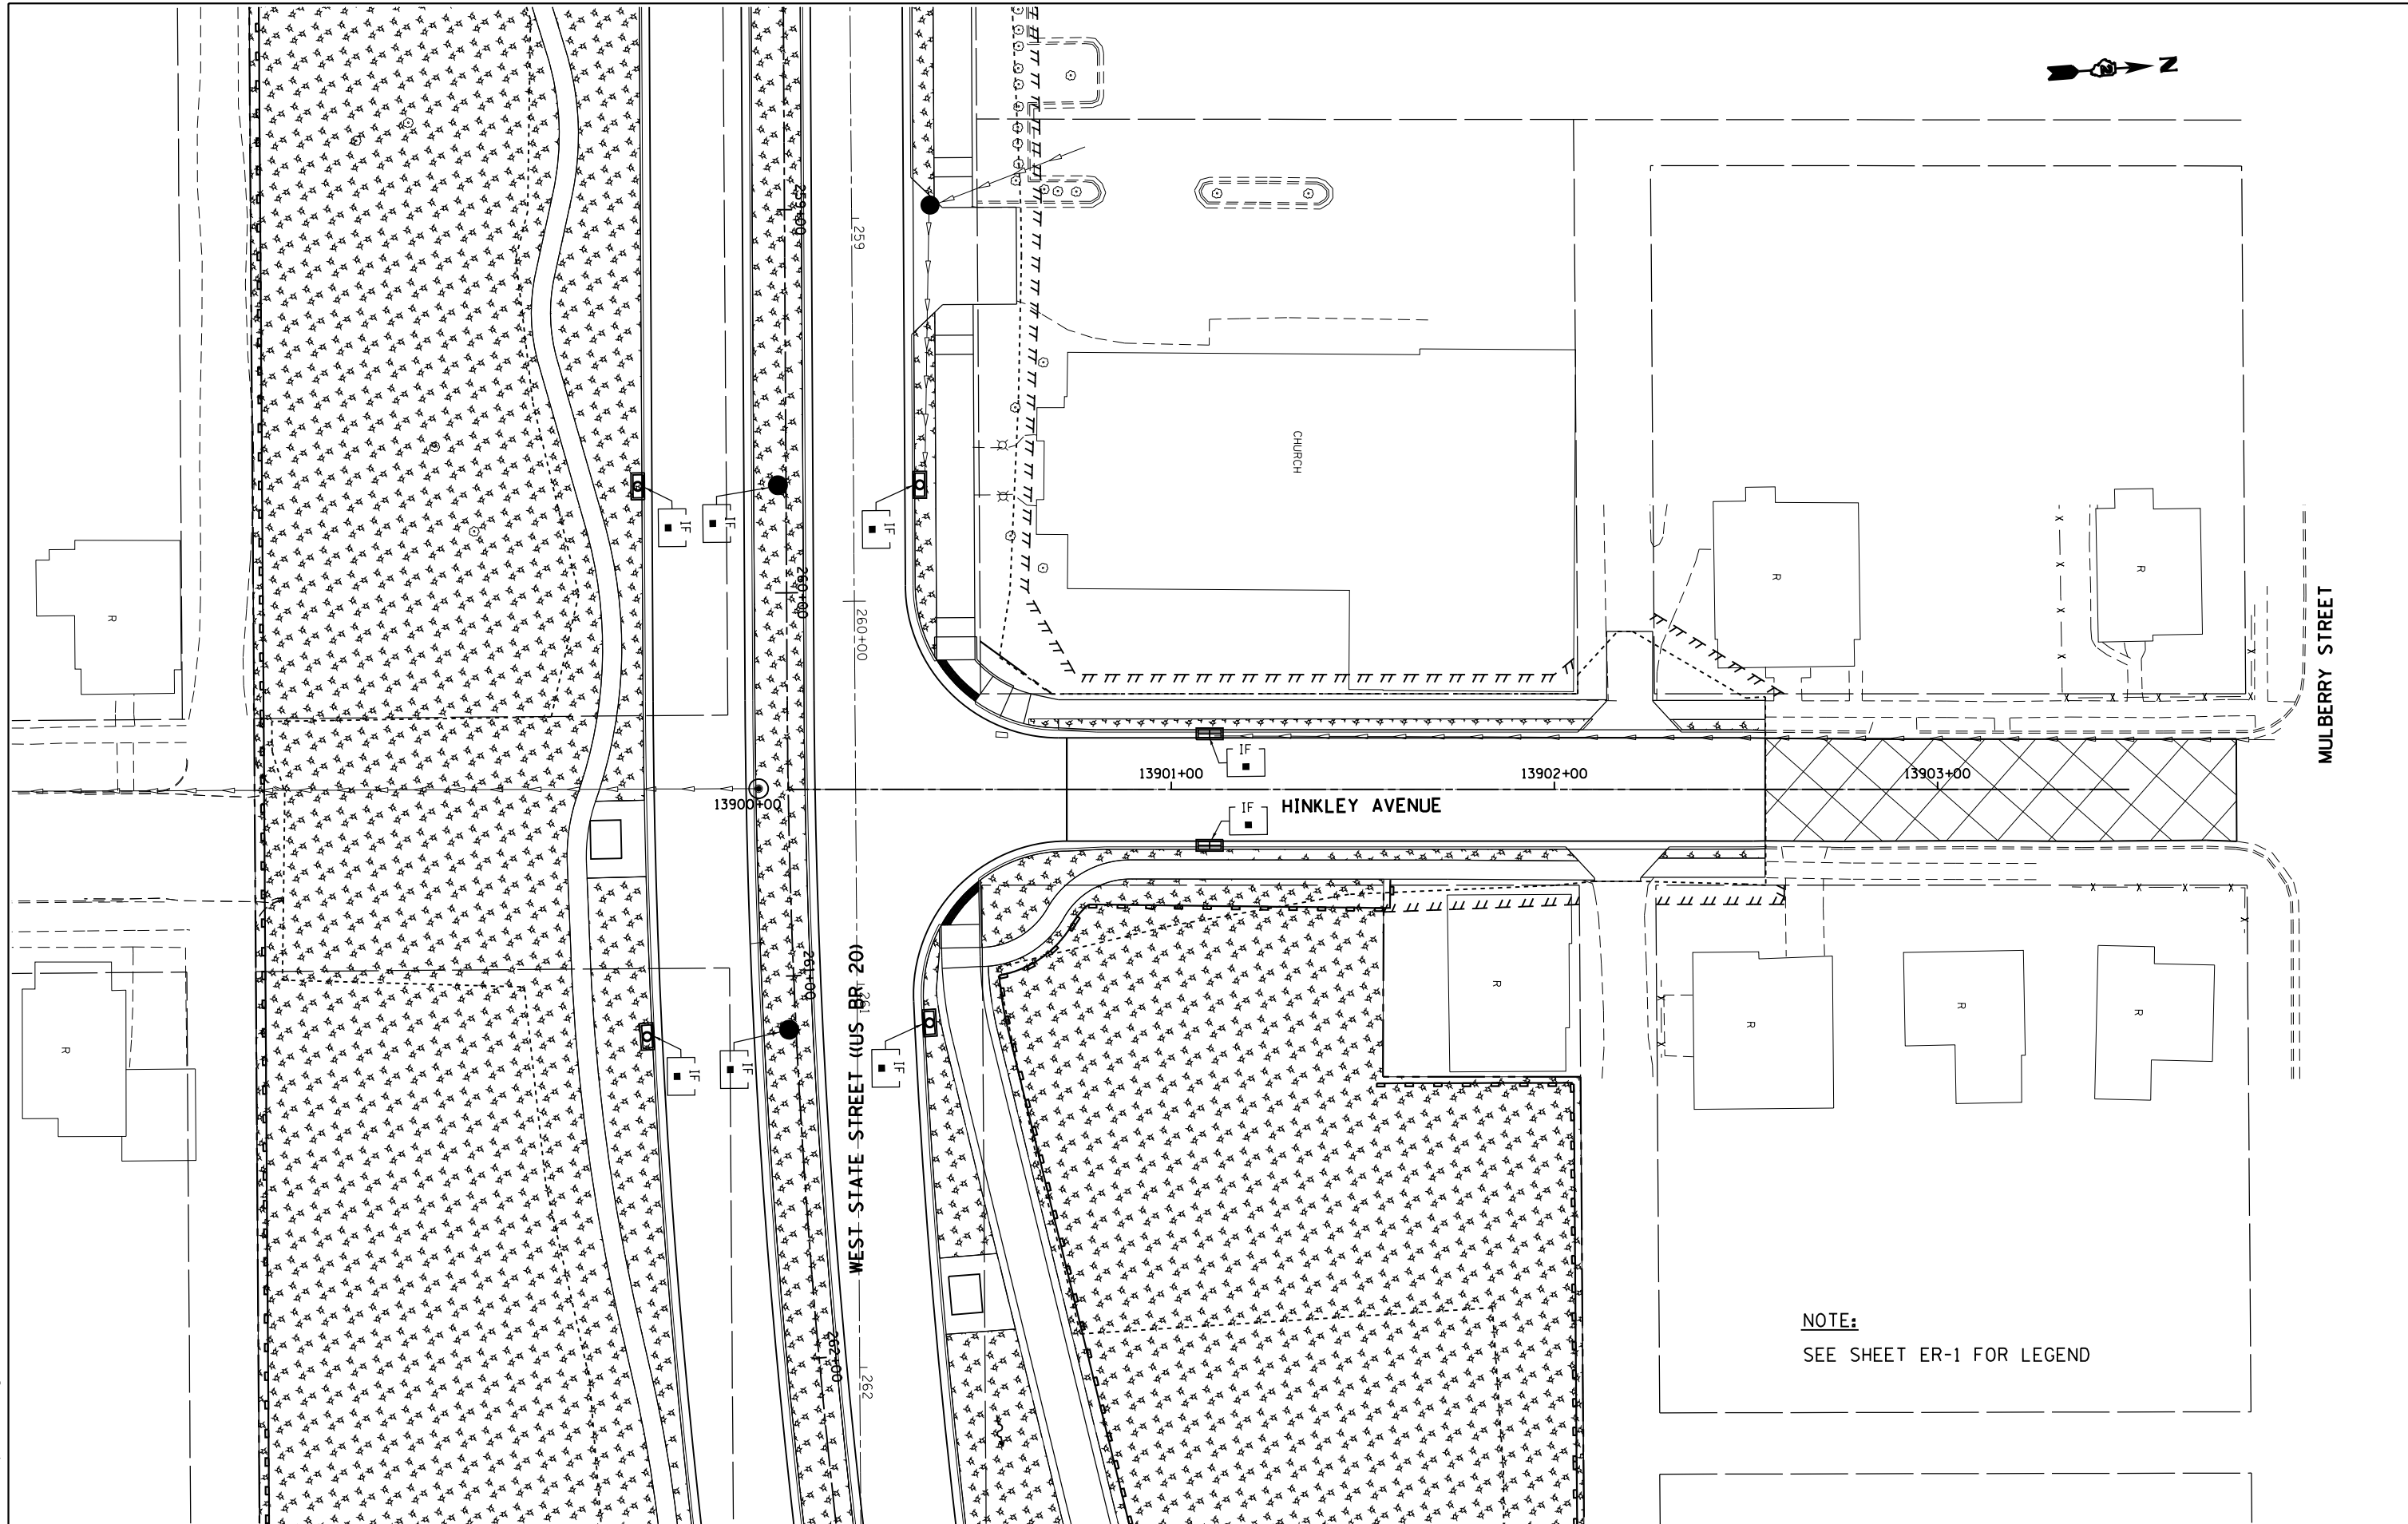 N
259+00
259
CHURCH
IF
IF
IF
260+00
260+00
R
R
R
MULBERRY STREET
IF
13901+00
13902+00
13903+00
13900+00
IF
HINKLEY AVENUE
261+00
261
WEST STATE STREET ((US BR 20)
R
R
R
R
R
IF
IF
IF
262+00
262
NOTE:
SEE SHEET ER-1 FOR LEGEND